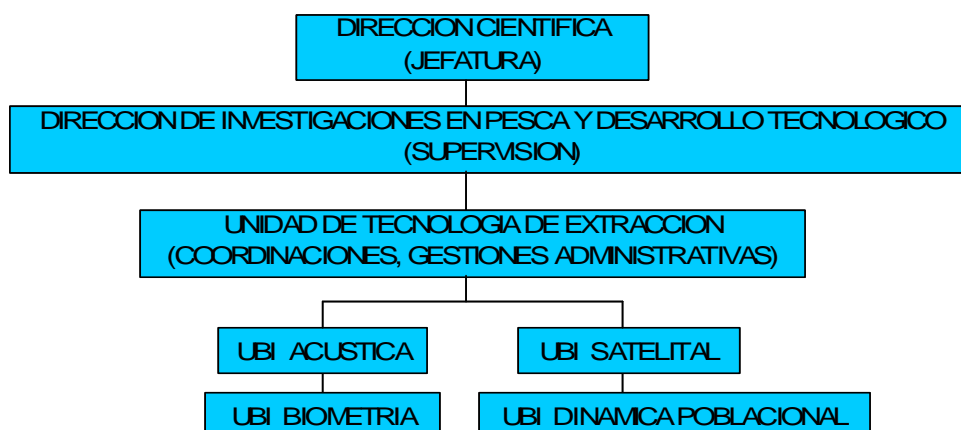 DIRECCION CIENTIFICA
(JEFATURA)
DIRECCION DE INVESTIGACIONES EN PESCA Y DESARROLLO TECNOLOGICO
(SUPERVISION)
UNIDAD DE TECNOLOGIA DE EXTRACCION
(COORDINACIONES, GESTIONES ADMINISTRATIVAS)
UBI ACUSTICA
UBI SATELITAL
UBI BIOMETRIA
UBI DINAMICA POBLACIONAL